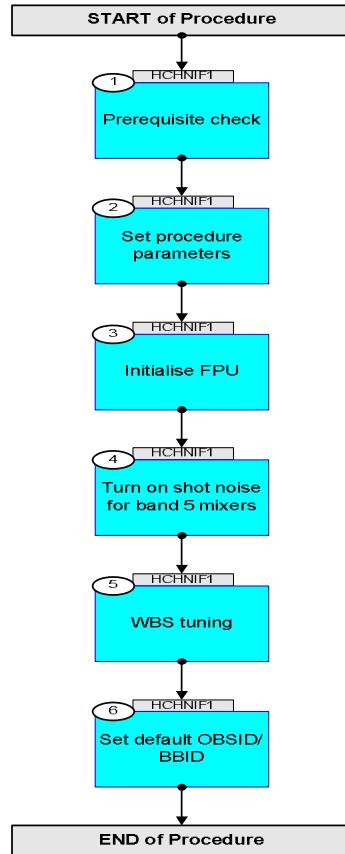 START of Procedure
HCHNIF1
1
Prerequisite check
HCHNIF1
2
Set procedure
parameters
HCHNIF1
3
Initialise FPU
HCHNIF1
4
Turn on shot noise
for band 5 mixers
HCHNIF1
5
WBS tuning
HCHNIF1
6
Set default OBSID/
BBID
END of Procedure